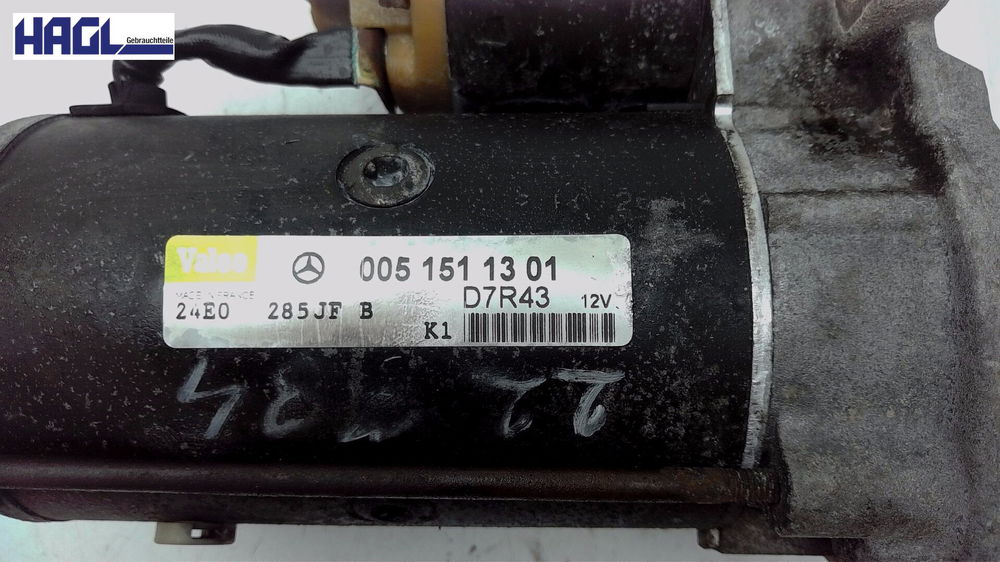 HAGL Gebrauchtteile
Valeo 005 151 13 01
MADE IN FRANCE D7R43 12V
24E0 285JF B
K1